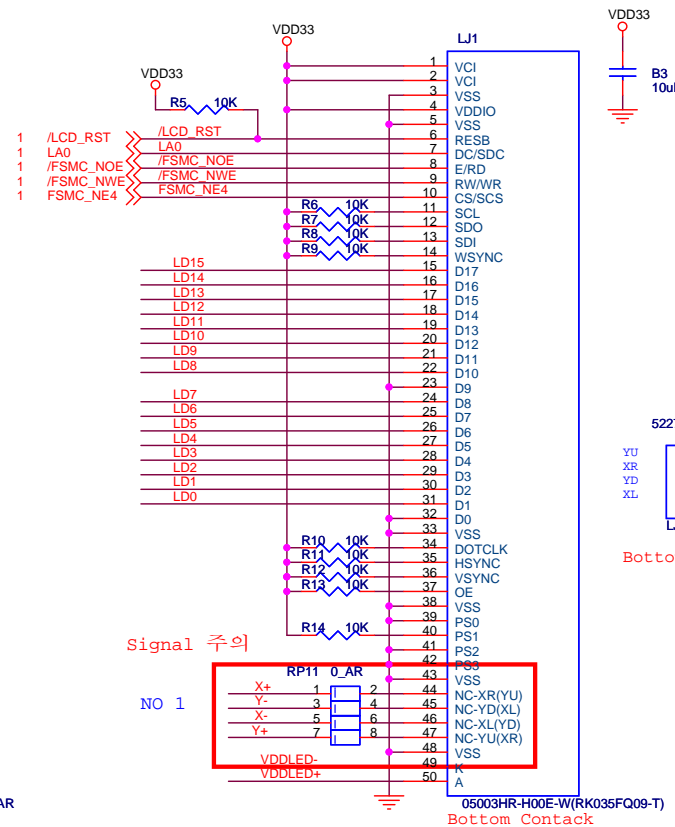 VDD33
VDD33
VDD33
LJ1
B3
R5 10K
1 /LCD_RST /LCD_RST
1 LA0 LA0
1 /FSMC_NOE /FSMC_NOE
1 /FSMC_NWE /FSMC_NWE
1 FSMC_NE4 FSMC_NE4
1 VCI
2 VCI
3 VSS
4 VDDIO
5 VSS
6 RESB
7 DC/SDC
8 E/RD
9 RW/WR
10 CS/SCS
R6 10K 11 SCL
R7 10K 12 SDO
R8 10K 13 SDI
R9 10K 14 WSYNC
LD15 15 D17
LD14 16 D16
LD13 17 D15
LD12 18 D14
LD11 19 D13
LD10 20 D12
LD9 21 D11
LD8 22 D10
23 D9
LD7 24 D8
LD6 25 D7
LD5 26 D6
LD4 27 D5
LD3 28 D4
LD2 29 D3
LD1 30 D2
LD0 31 D1
32 D0
33 VSS
R10 10K 34 DOTCLK
R11 10K 35 HSYNC
R12 10K 36 VSYNC
R13 10K 37 OE
38 VSS
39 PS0
R14 10K 40 PS1
41 PS2
42 PS3
43 VSS
Signal 주의
NO 1
RP11 0_AR
X+ 1 2 44 NC-XR(YU)
Y- 3 4 45 NC-YD(XL)
X- 5 6 46 NC-XL(YD)
Y+ 7 8 47 NC-YU(XR)
48 VSS
VDDLED- 49 K
VDDLED+ 50 A
05003HR-H00E-W(RK035FQ09-T)
Bottom Contack
YU
XR
YD
XL
AR